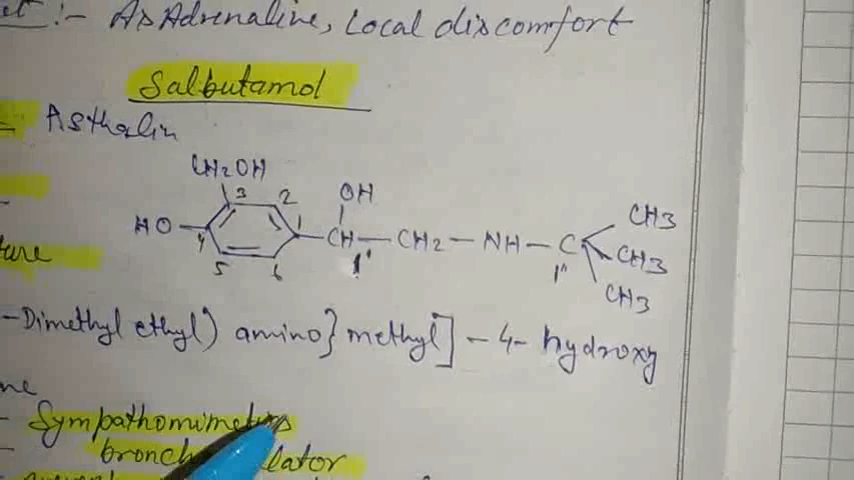 :- As Adrenaline, Local discomfort
Salbutamol
- Asthalin
CH2OH
3 2 OH
HO 4 1 CH CH2 NH C CH3
5 6 1' 1" CH3
CH3
-Dimethyl ethyl) amino} methyl] - 4- hydroxy
- Sympathomimetics